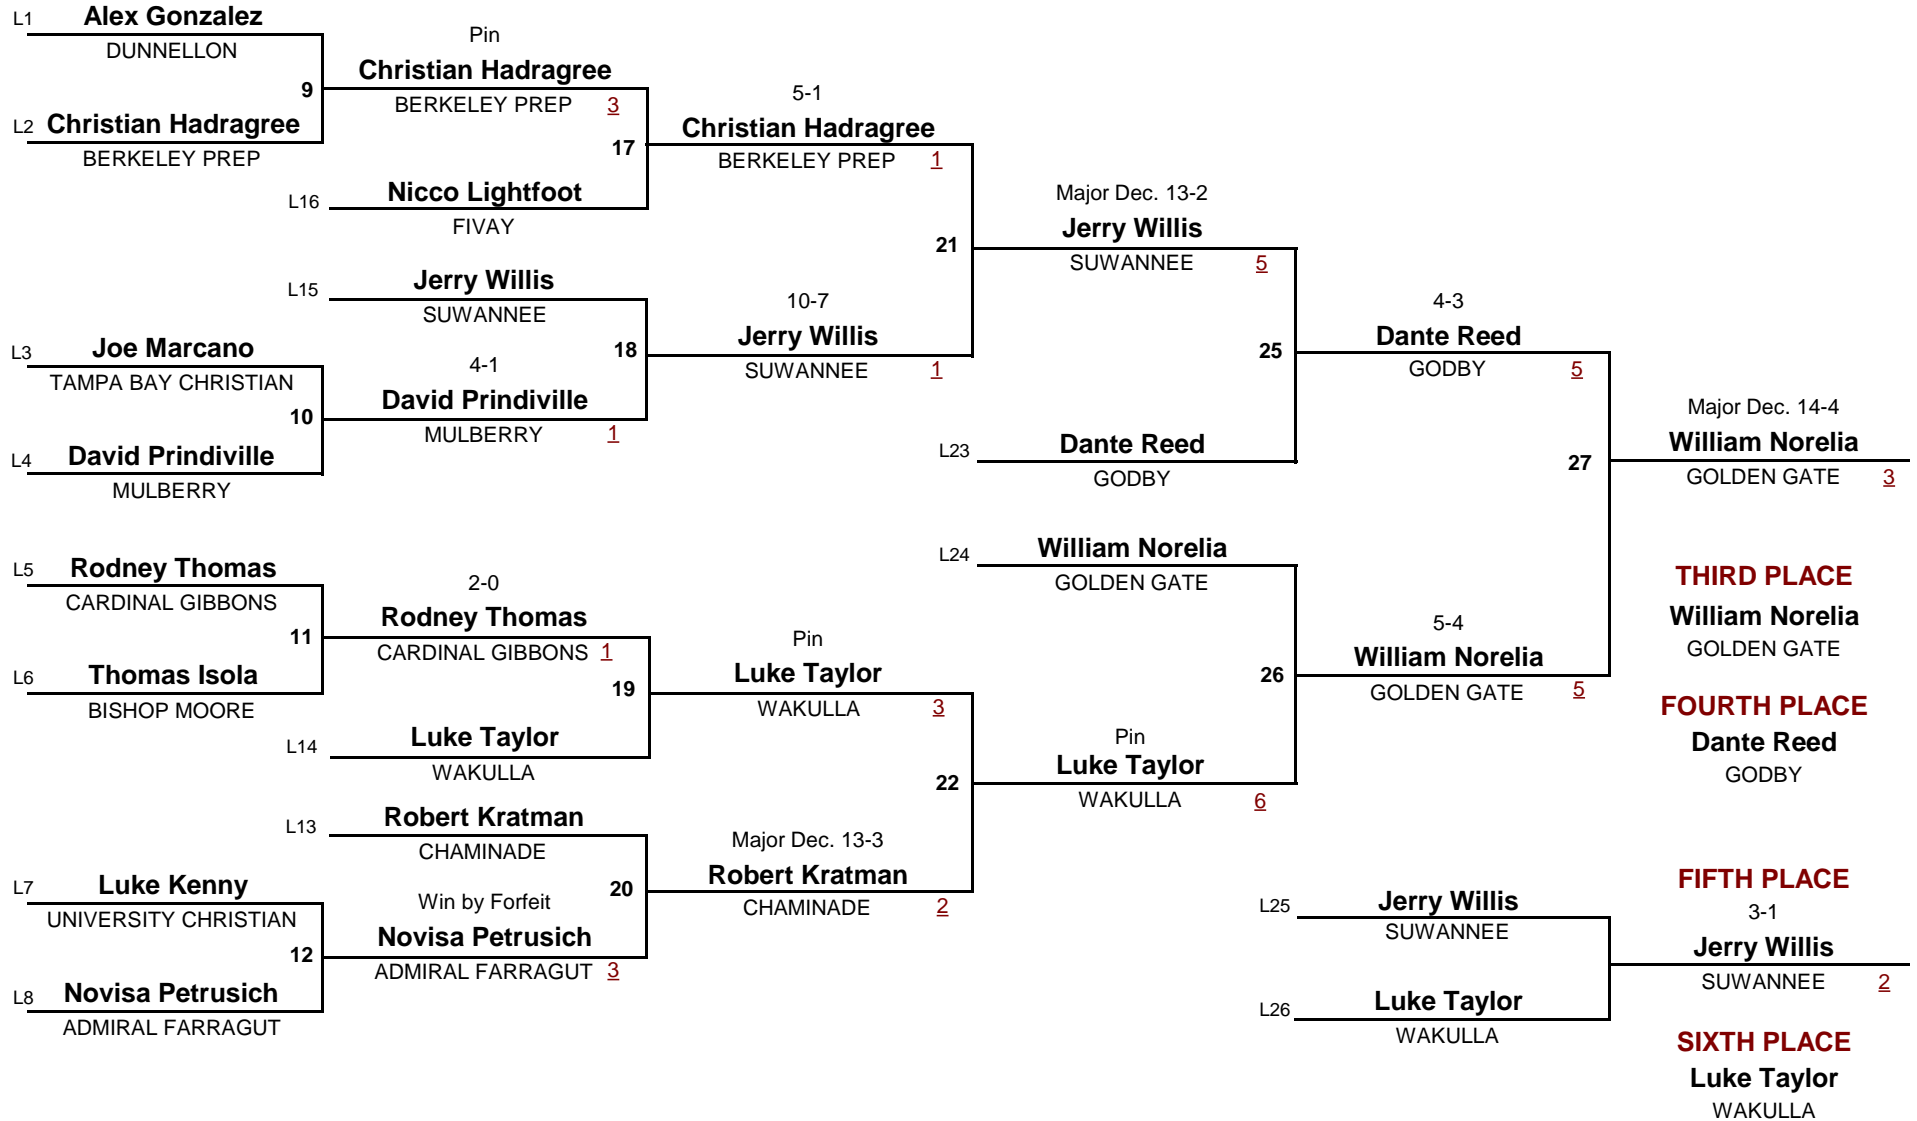 L1 Alex Gonzalez
DUNNELLON
9
L2 Christian Hadragree
BERKELEY PREP
Pin
Christian Hadragree
BERKELEY PREP 3
17
L16 Nicco Lightfoot
FIVAY
5-1
Christian Hadragree
BERKELEY PREP 1
21
L15 Jerry Willis
SUWANNEE
18
10-7
Jerry Willis
SUWANNEE 1
L3 Joe Marcano
TAMPA BAY CHRISTIAN
10
L4 David Prindiville
MULBERRY
4-1
David Prindiville
MULBERRY 1
Major Dec. 13-2
Jerry Willis
SUWANNEE 5
25
L23 Dante Reed
GODBY
4-3
Dante Reed
GODBY 5
27
Major Dec. 14-4
William Norelia
GOLDEN GATE 3
L5 Rodney Thomas
CARDINAL GIBBONS
11
L6 Thomas Isola
BISHOP MOORE
2-0
Rodney Thomas
CARDINAL GIBBONS 1
19
L14 Luke Taylor
WAKULLA
Pin
Luke Taylor
WAKULLA 3
22
L13 Robert Kratman
CHAMINADE
20
Major Dec. 13-3
Robert Kratman
CHAMINADE 2
L7 Luke Kenny
UNIVERSITY CHRISTIAN
12
L8 Novisa Petrusich
ADMIRAL FARRAGUT
Win by Forfeit
Novisa Petrusich
ADMIRAL FARRAGUT 3
L24 William Norelia
GOLDEN GATE
26
Pin
Luke Taylor
WAKULLA 6
5-4
William Norelia
GOLDEN GATE 5
THIRD PLACE
William Norelia
GOLDEN GATE
FOURTH PLACE
Dante Reed
GODBY
L25 Jerry Willis
SUWANNEE
L26 Luke Taylor
WAKULLA
FIFTH PLACE
3-1
Jerry Willis
SUWANNEE 2
SIXTH PLACE
Luke Taylor
WAKULLA